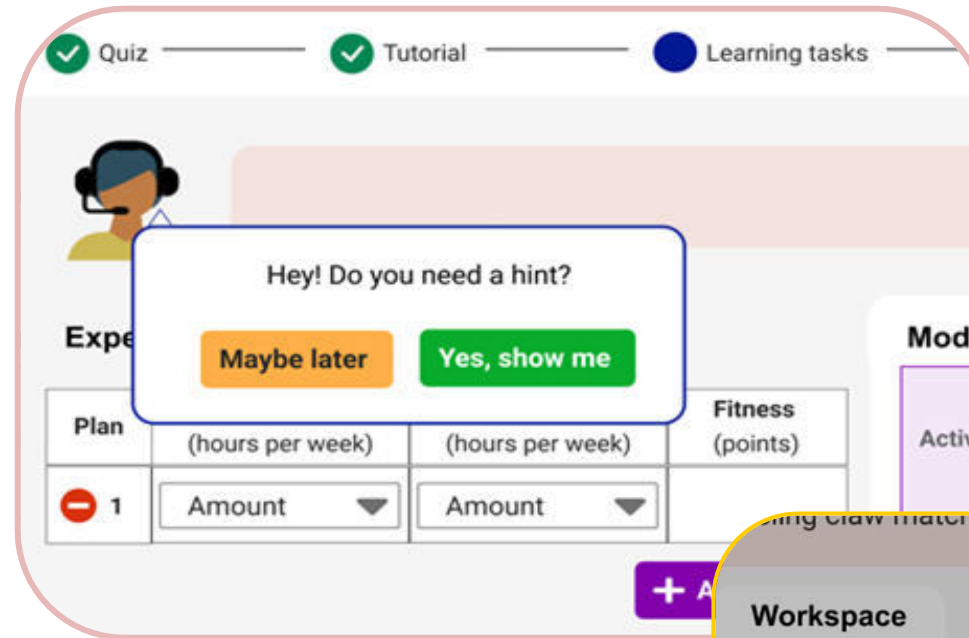 Quiz
Tutorial
Learning tasks
Hey! Do you need a hint?
Maybe later
Yes, show me
Plan
(hours per week)
(hours per week)
Fitness
(points)
1
Amount
Amount
claw
Workspace